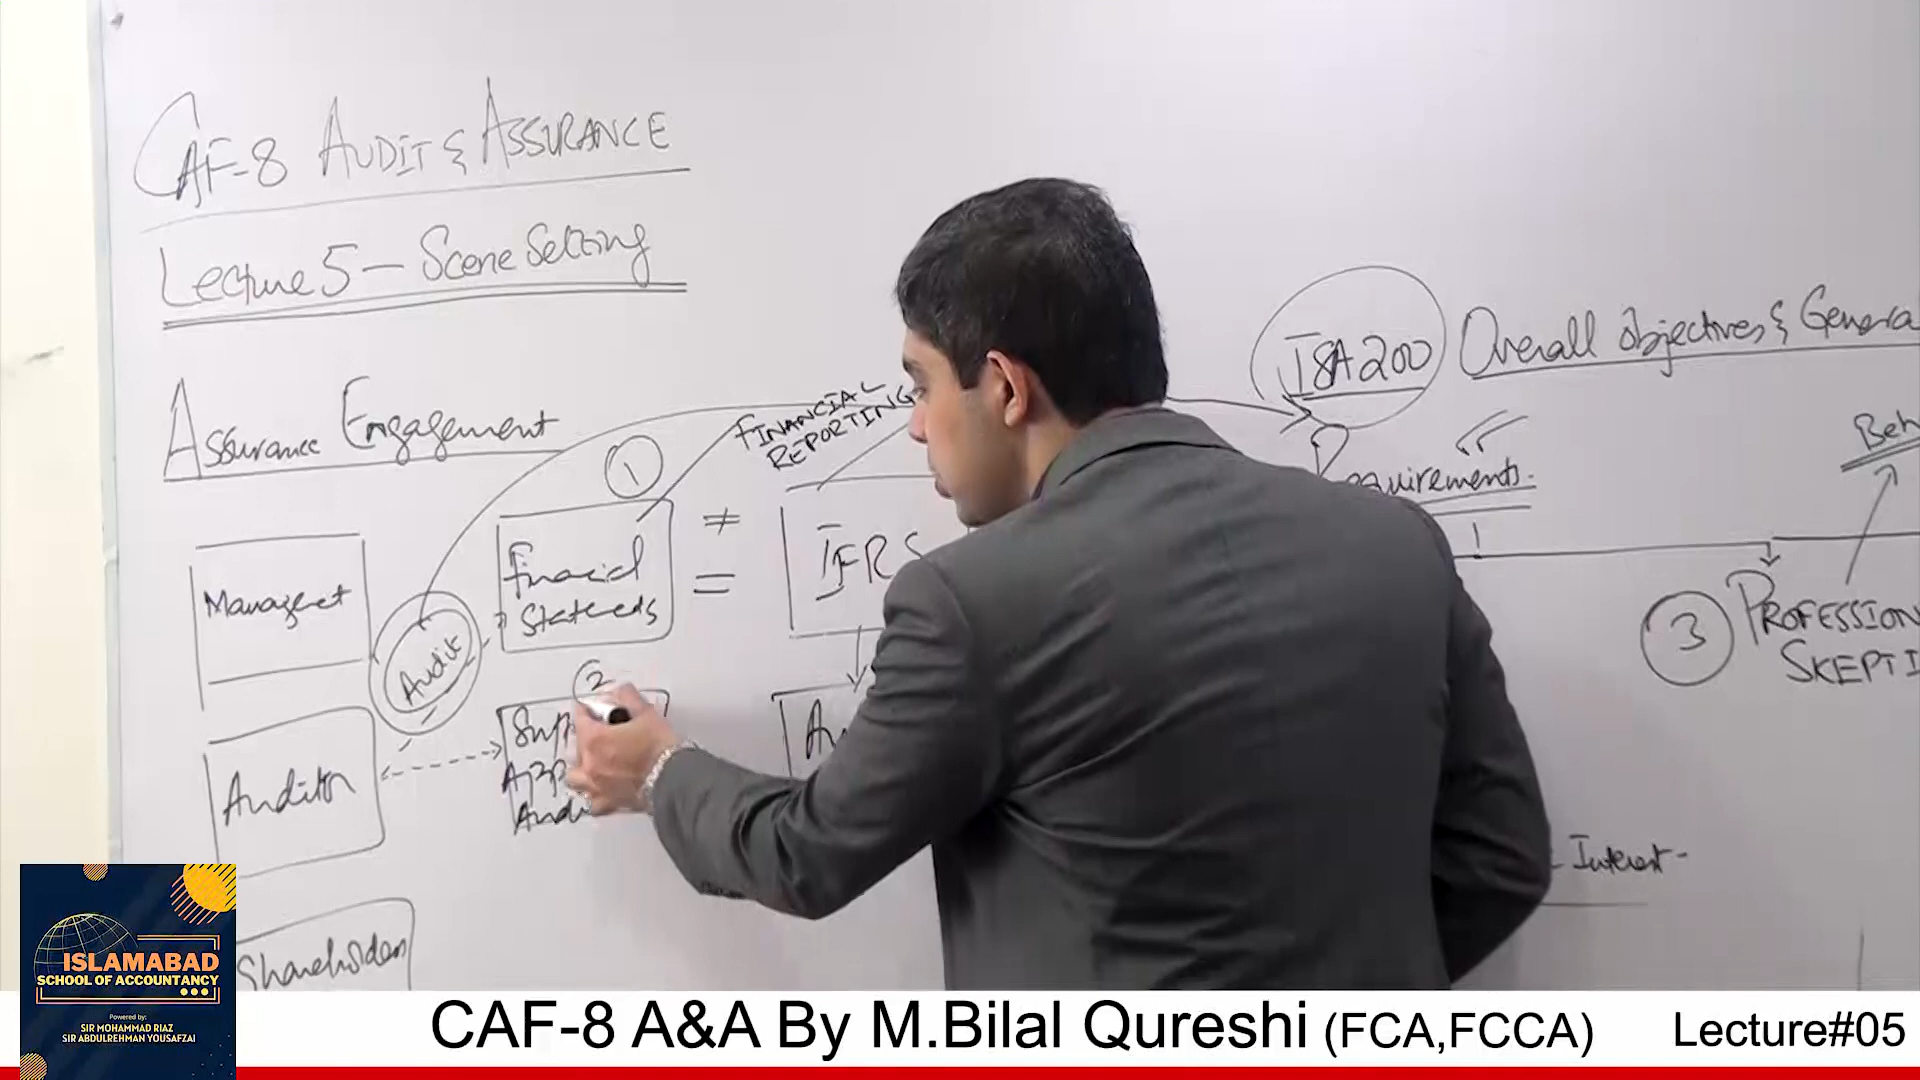 CAF-8 AUDIT & ASSURANCE
Lecture 5 - Scene Setting
Assurance Engagement
1
FINANCIAL
REPORTING
Financial
Statements
≠
=
IFRS
Management
Audit
2
Auditor
Shareholders
ISA 200
Overall Objectives & General
Requirements.
Beh
3
PROFESSION
SKEPTI
Interest
ISLAMABAD
SCHOOL OF ACCOUNTANCY
Powered by:
SIR MOHAMMAD RIAZ
SIR ABDULREHMAN YOUSAFZAI
CAF-8 A&A By M.Bilal Qureshi (FCA,FCCA)
Lecture#05